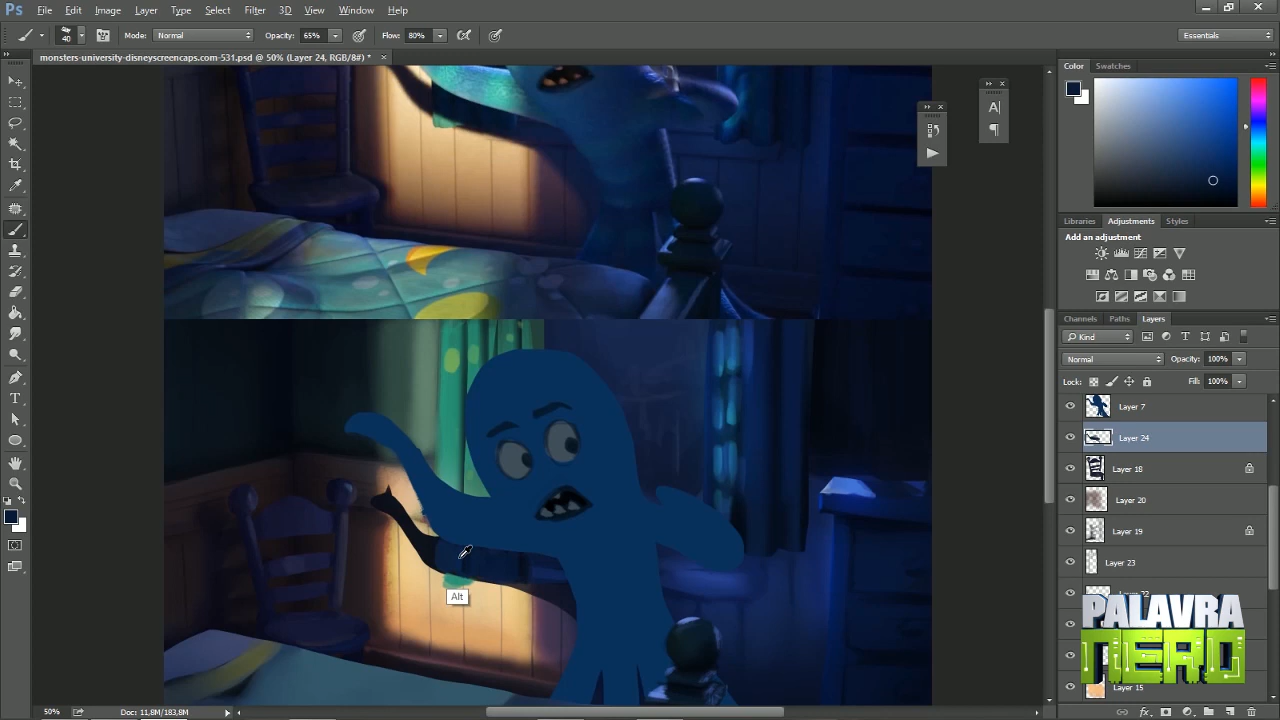 Ps File Edit Image Layer Type Select Filter 3D View Window Help
40 Mode: Normal Opacity: 65% Flow: 80% Essentials
monsters-university-disneyscreencaps.com-531.psd @ 50% (Layer 24, RGB/8#) * ×
Color Swatches
A|
¶
Libraries Adjustments Styles
Add an adjustment
Channels Paths Layers
Kind
Normal Opacity: 100%
Lock: Fill: 100%
Layer 7
Layer 24
Layer 18
Layer 20
Layer 19
Layer 23
Alt
PALAVRA
NERD
Layer 15
50% Doc: 11,8M/183,8M